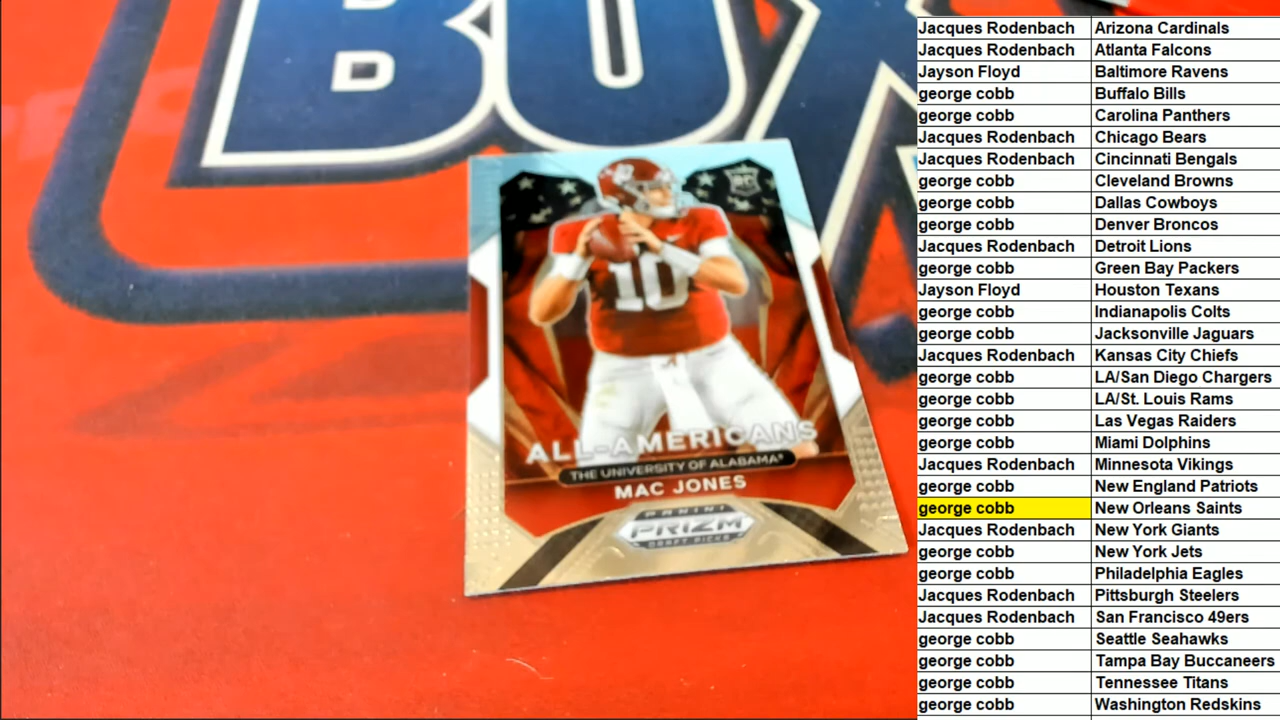 BOX
B
RC
10
ALL-AMERICANS
THE UNIVERSITY OF ALABAMA®
MAC JONES
PANINI
PRIZM
DRAFT PICKS
Jacques Rodenbach Arizona Cardinals
Jacques Rodenbach Atlanta Falcons
Jayson Floyd Baltimore Ravens
george cobb Buffalo Bills
george cobb Carolina Panthers
Jacques Rodenbach Chicago Bears
Jacques Rodenbach Cincinnati Bengals
george cobb Cleveland Browns
george cobb Dallas Cowboys
george cobb Denver Broncos
Jacques Rodenbach Detroit Lions
george cobb Green Bay Packers
Jayson Floyd Houston Texans
george cobb Indianapolis Colts
george cobb Jacksonville Jaguars
Jacques Rodenbach Kansas City Chiefs
george cobb LA/San Diego Chargers
george cobb LA/St. Louis Rams
george cobb Las Vegas Raiders
george cobb Miami Dolphins
Jacques Rodenbach Minnesota Vikings
george cobb New England Patriots
george cobb New Orleans Saints
Jacques Rodenbach New York Giants
george cobb New York Jets
george cobb Philadelphia Eagles
Jacques Rodenbach Pittsburgh Steelers
Jacques Rodenbach San Francisco 49ers
george cobb Seattle Seahawks
george cobb Tampa Bay Buccaneers
george cobb Tennessee Titans
george cobb Washington Redskins